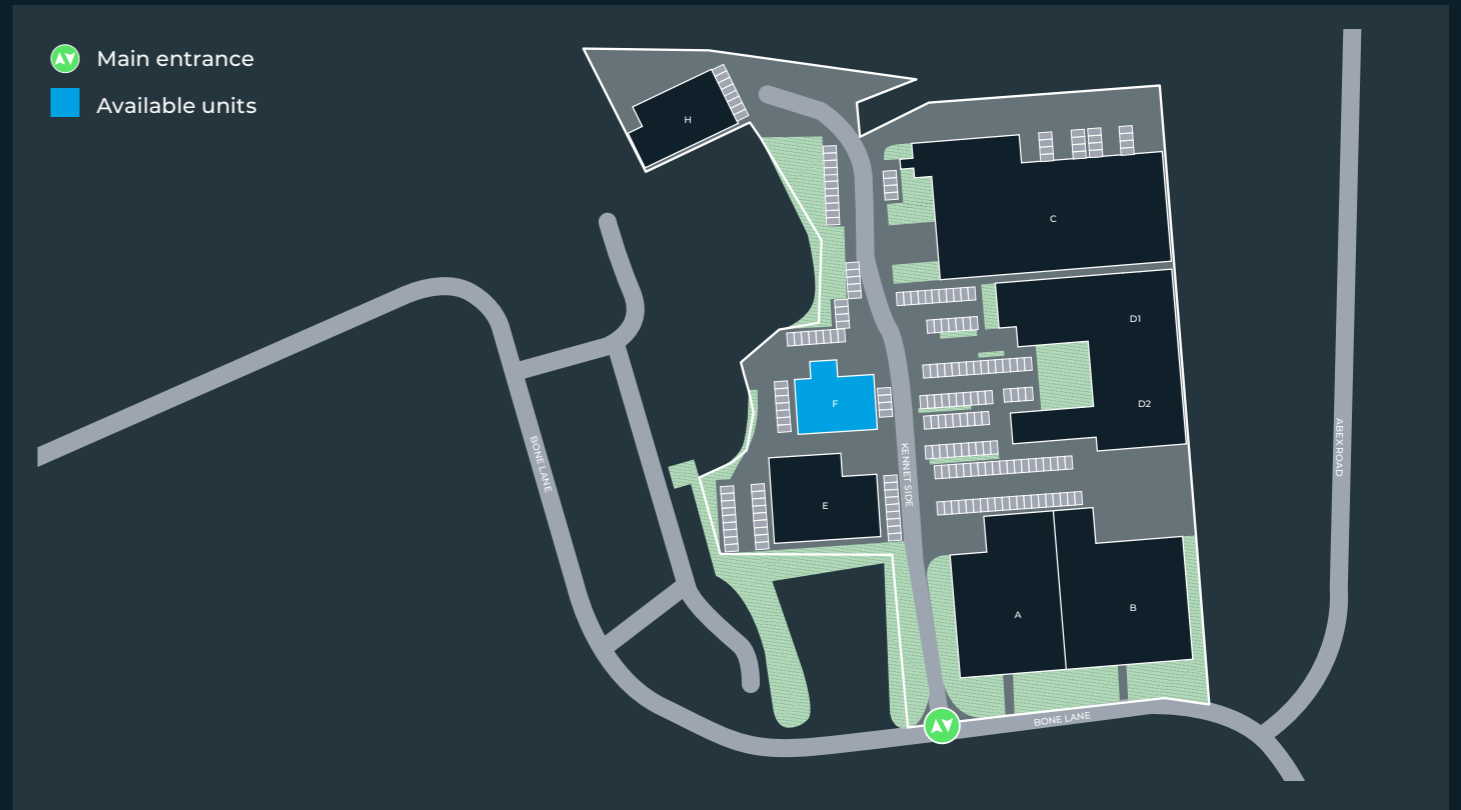 Main entrance
Available units
H
C
D1
F
D2
BONE LANE
KENNET SIDE
ABEX ROAD
E
A
B
BONE LANE